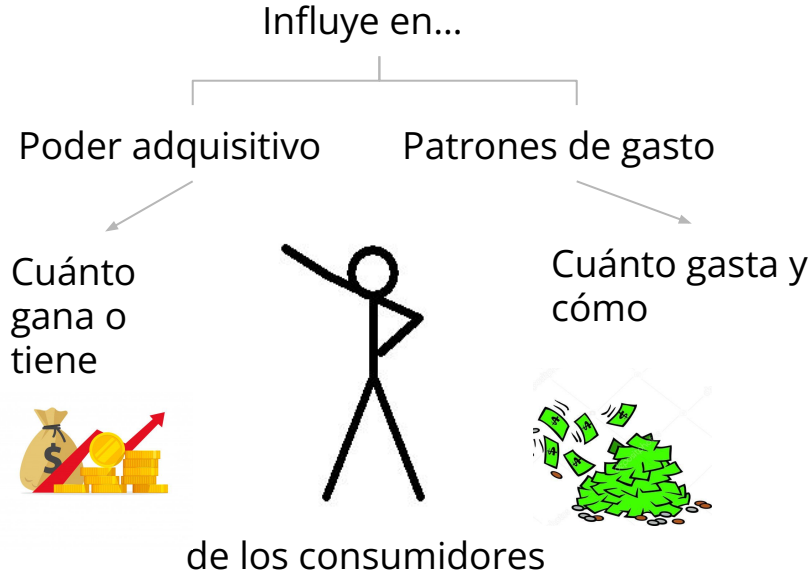 Influye en...
Poder adquisitivo
Patrones de gasto
Cuánto
gana o
tiene
Cuánto gasta y
cómo
$
de los consumidores